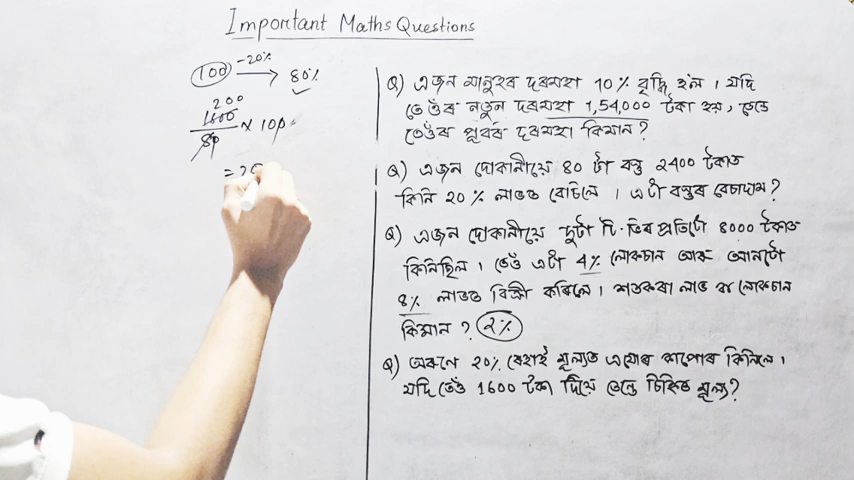 Important Maths Questions
100 -20% → 80%
200
1600/80 × 100
= 20
Q) এজন মানুহৰ দৰমহা 10% বৃদ্ধি হ'ল । যদি
তেওঁৰ নতুন দৰমহা 1,54,000 টকা হয়, তেন্তে
তেওঁৰ পূৰ্বৰ দৰমহা কিমান ?
Q) এজন দোকানীয়ে 80 টা বস্তু 2400 টকাত
কিনি 20% লাভত বেচিলে । এটা বস্তুৰ বেচাদাম ?
Q) এজন দোকানীয়ে দুটা টি.ভিৰ প্ৰতিটো 8000 টকাত
কিনিছিল । তেওঁ এটা 4% লোকচান আৰু আনটো
8% লাভত বিক্ৰী কৰিলে । শতকৰা লাভ বা লোকচান
কিমান ? 2%
Q) অৰুণে 20% ৰেহাই মূল্যত এযোৰ কাপোৰ কিনিলে ।
যদি তেওঁ 1600 টকা দিয়ে তেন্তে চিহ্নিত মূল্য ?